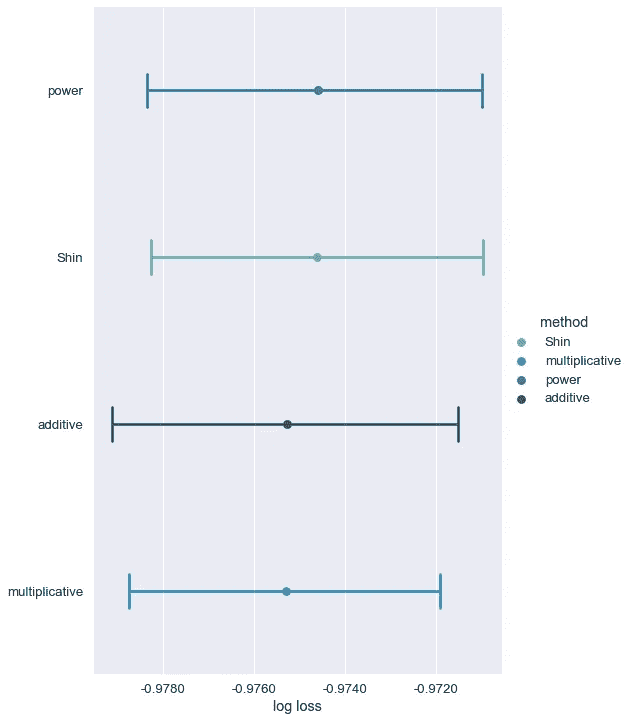 power
Shin
additive
multiplicative
-0.9780 -0.9760 -0.9740 -0.9720
log loss
method
Shin
multiplicative
power
additive